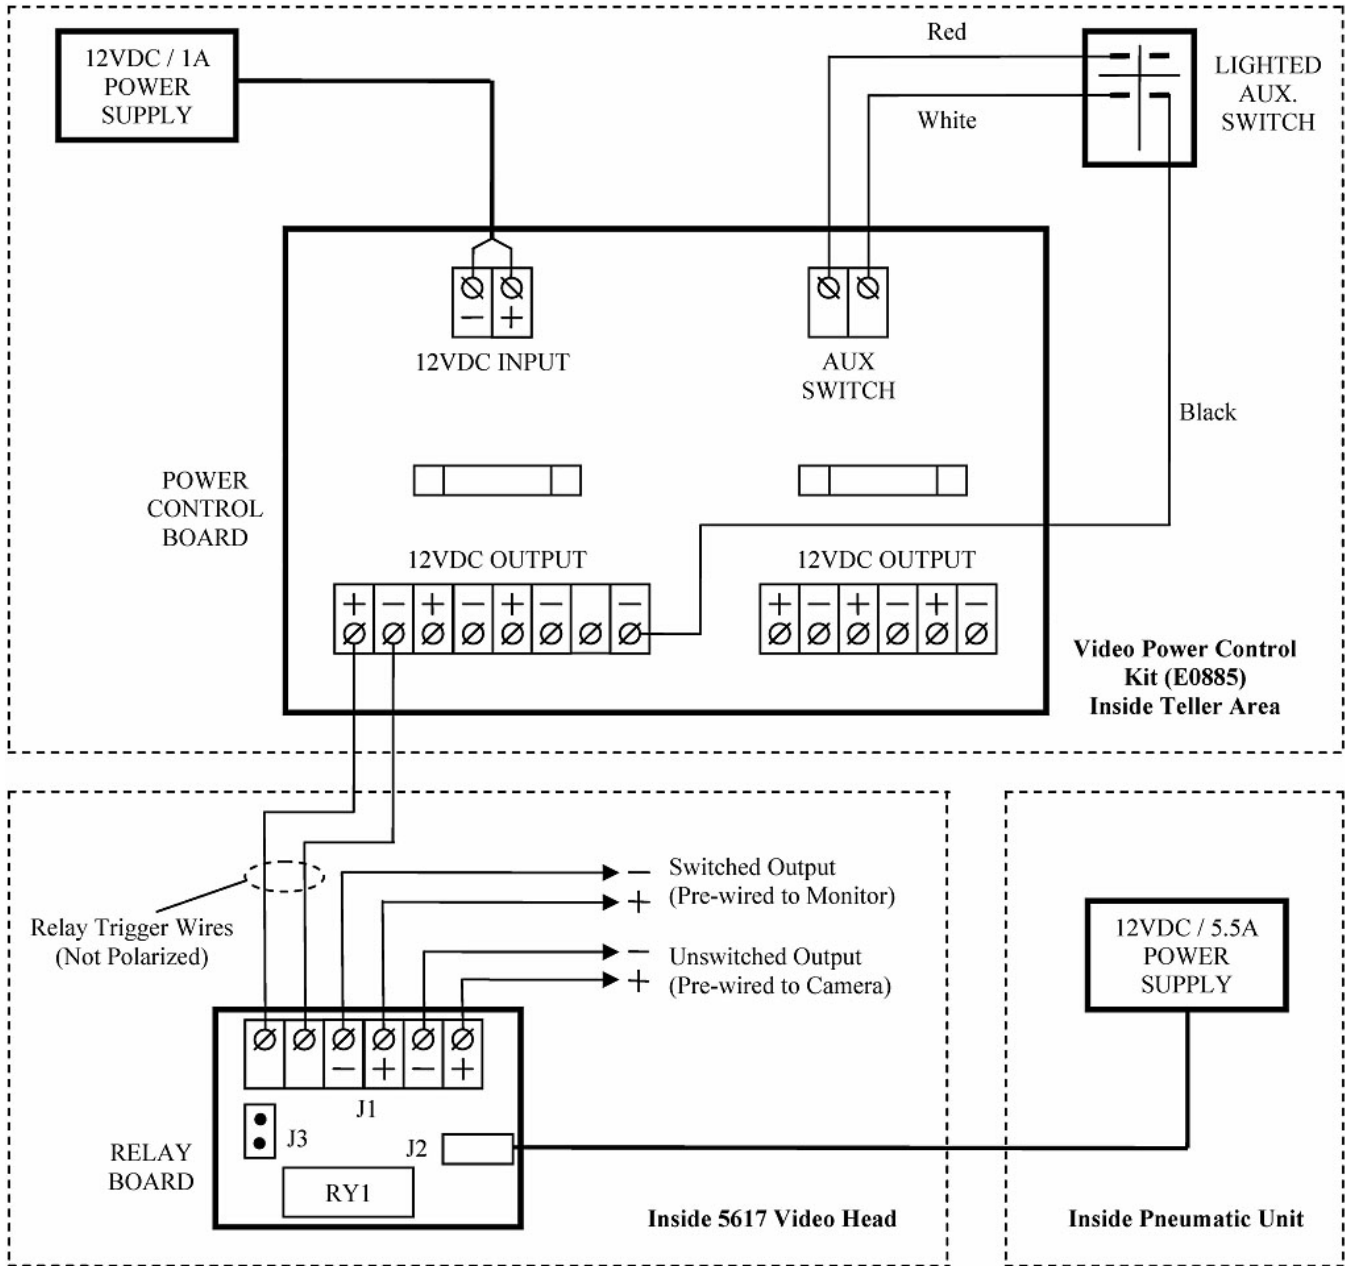 12VDC / 1A
POWER
SUPPLY
Red
White
LIGHTED
AUX.
SWITCH
− +
12VDC INPUT
AUX
SWITCH
Black
POWER
CONTROL
BOARD
12VDC OUTPUT
+ − + − + − −
12VDC OUTPUT
+ − + − + −
Video Power Control
Kit (E0885)
Inside Teller Area
Relay Trigger Wires
(Not Polarized)
− Switched Output
+ (Pre-wired to Monitor)
− Unswitched Output
+ (Pre-wired to Camera)
− + − +
J1
J3
J2
RY1
RELAY
BOARD
Inside 5617 Video Head
12VDC / 5.5A
POWER
SUPPLY
Inside Pneumatic Unit